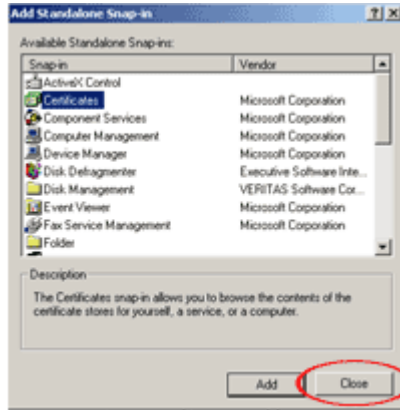 Add Standalone Snap-in
Available Standalone Snap-ins:
Snap-in Vendor
ActiveX Control
Certificates Microsoft Corporation
Component Services Microsoft Corporation
Computer Management Microsoft Corporation
Device Manager Microsoft Corporation
Disk Defragmenter Executive Software Inte...
Disk Management VERITAS Software Cor...
Event Viewer Microsoft Corporation
Fax Service Management Microsoft Corporation
Folder
Description
The Certificates snap-in allows you to browse the contents of the
certificate stores for yourself, a service, or a computer.
Add Close